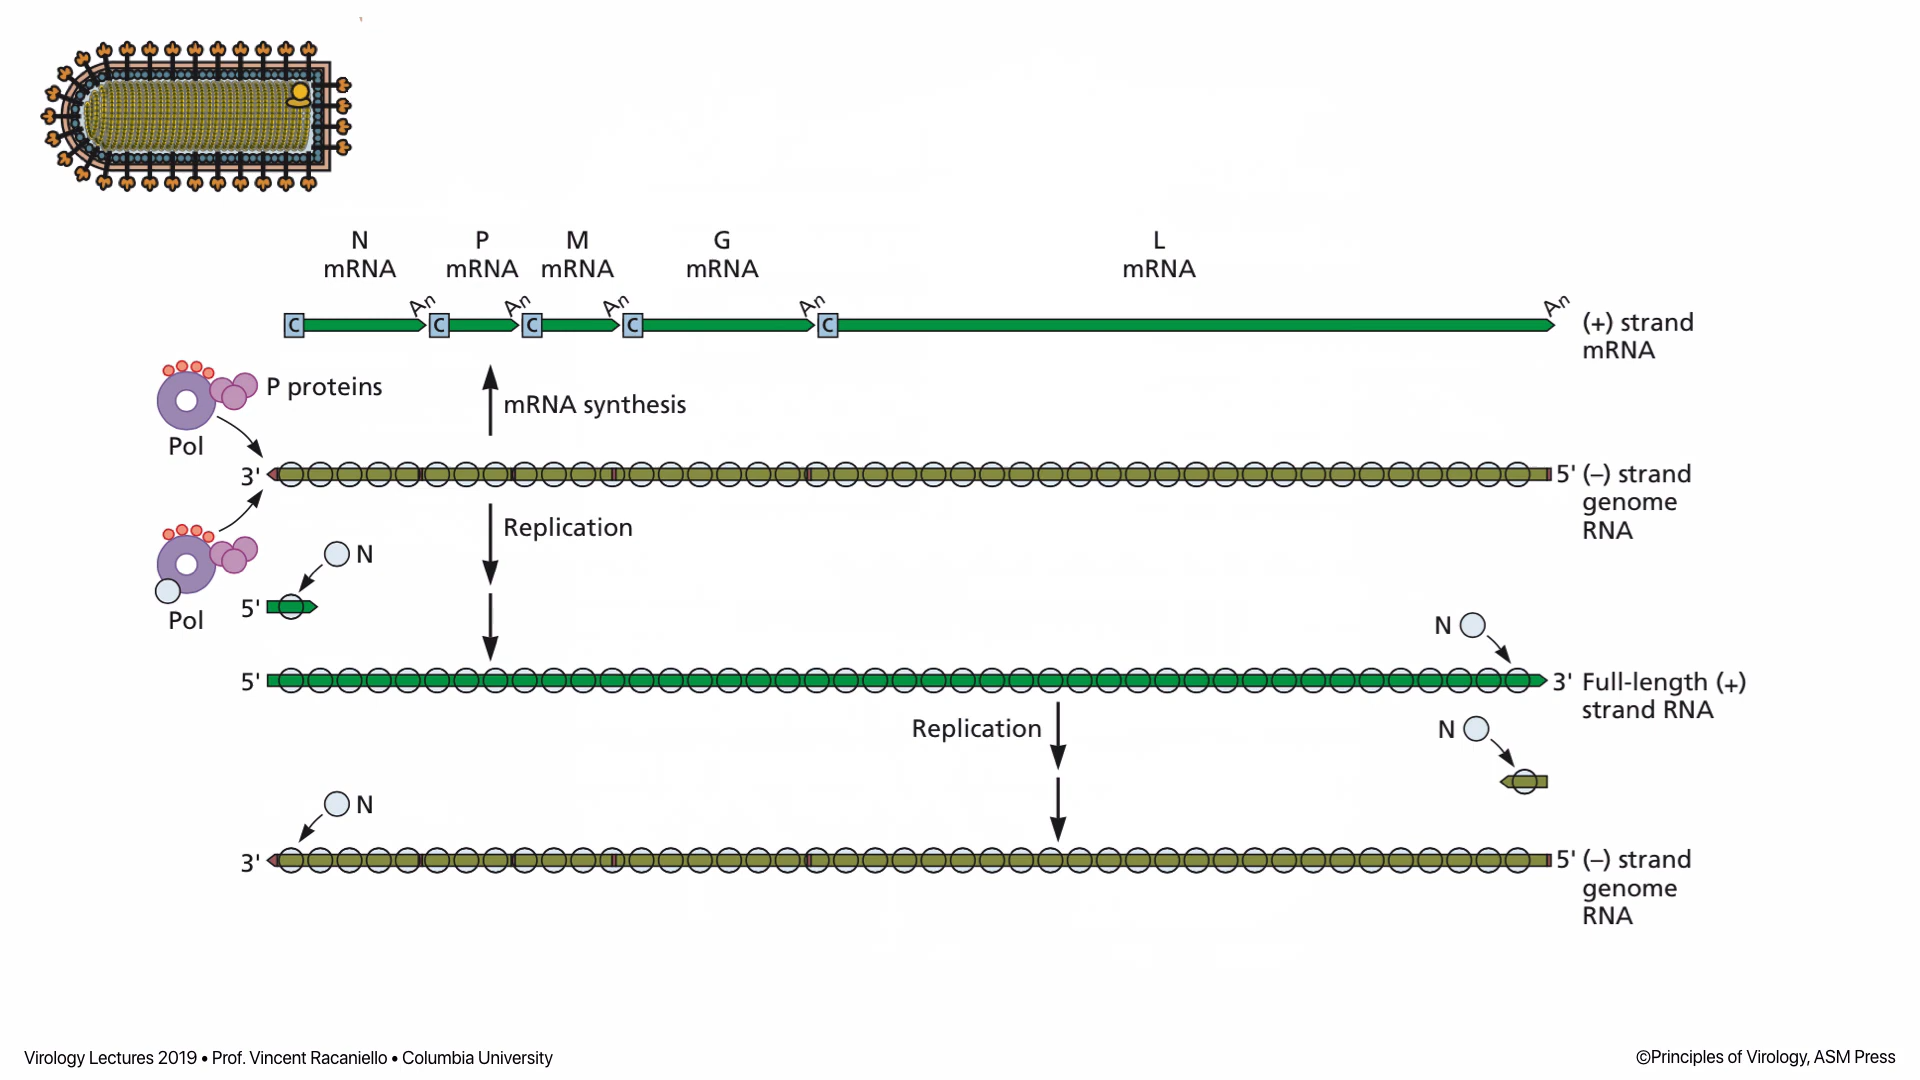 N mRNA
P mRNA
M mRNA
G mRNA
L mRNA
An An An An An
C C C C C
(+) strand
mRNA
P proteins
mRNA synthesis
Pol
3'
5' (–) strand
genome
RNA
Replication
N
5'
Pol
N
5'
3' Full-length (+)
strand RNA
Replication
N
N
3'
5' (–) strand
genome
RNA
Virology Lectures 2019 • Prof. Vincent Racaniello • Columbia University
©Principles of Virology, ASM Press